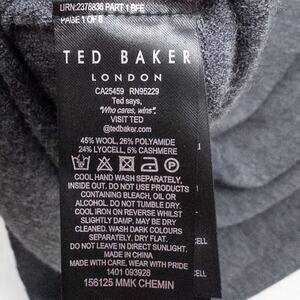 URN:2378836 PART 1 BFE
PAGE 1 OF 6
TED BAKER
LONDON
CA25459 RN95229
Ted says,
"Who cares, wins".
VISIT TED
@tedbaker.com
45% WOOL, 26% POLYAMIDE
24% LYOCELL, 5% CASHMERE
COOL HAND WASH SEPARATELY,
INSIDE OUT. DO NOT USE PRODUCTS
CONTAINING BLEACH, OIL OR
ALCOHOL. DO NOT TUMBLE DRY.
COOL IRON ON REVERSE WHILST
SLIGHTLY DAMP. MAY BE DRY
CLEANED. WASH DARK COLOURS
SEPARATELY. DRY FLAT.
DO NOT LEAVE IN DIRECT SUNLIGHT.
MADE IN CHINA
MADE WITH CARE, WEAR WITH PRIDE
1401 093928
156125 MMK CHEMIN